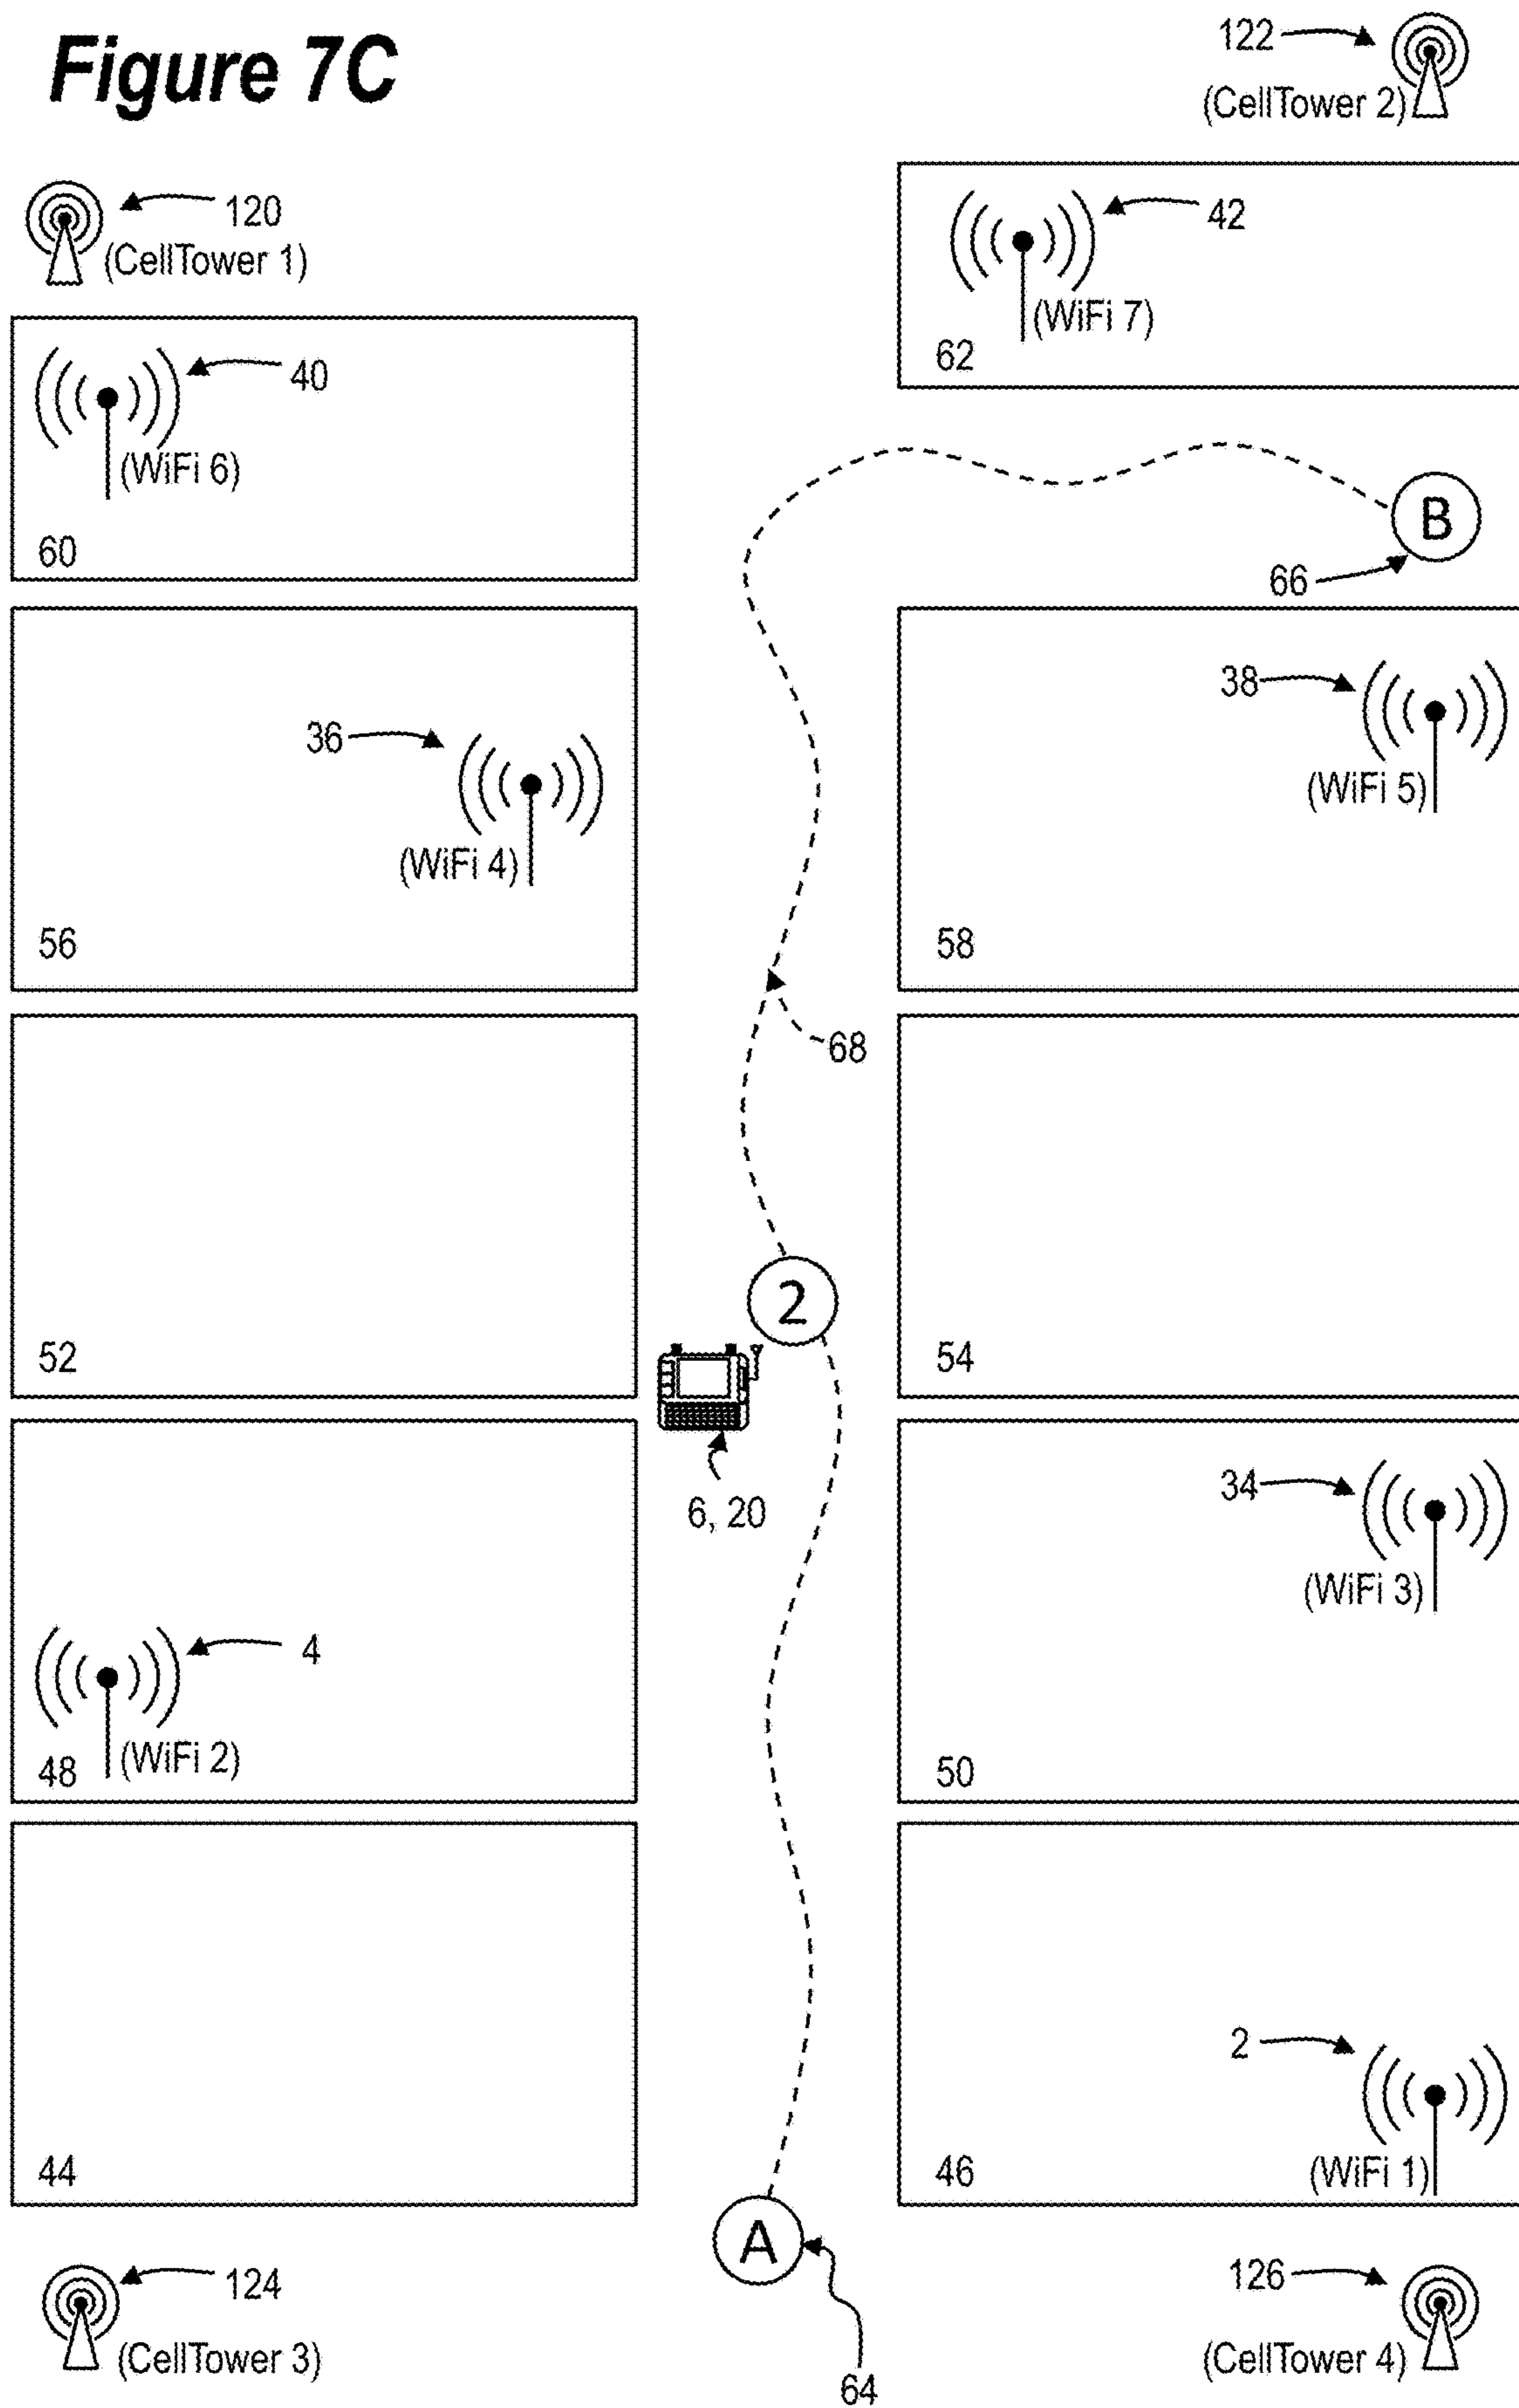 Figure 7C
122
(CellTower 2)
120
(CellTower 1)
42
(WiFi 7)
62
40
(WiFi 6)
60
B
66
38
(WiFi 5)
58
36
(WiFi 4)
56
68
2
52
54
6, 20
34
(WiFi 3)
50
4
(WiFi 2)
48
2
(WiFi 1)
46
44
A
64
124
(CellTower 3)
126
(CellTower 4)